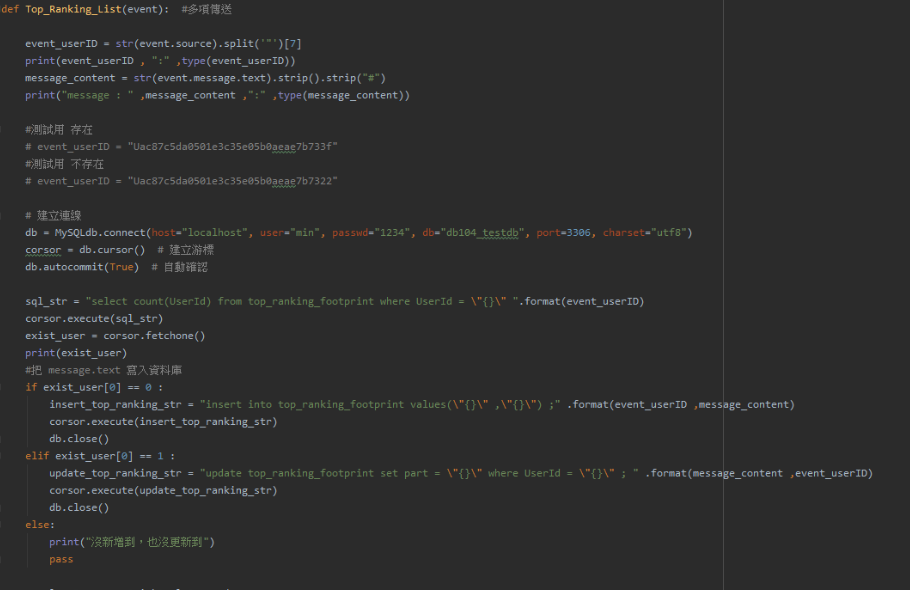 def Top_Ranking_List(event):  #多項傳送
event_userID = str(event.source).split('"')[7]
print(event_userID , ":" ,type(event_userID))
message_content = str(event.message.text).strip().strip("#")
print("message : " ,message_content ,":" ,type(message_content))
#測試用 存在
# event_userID = "Uac87c5da0501e3c35e05b0aeae7b733f"
#測試用 不存在
# event_userID = "Uac87c5da0501e3c35e05b0aeae7b7322"
# 建立連線
db = MySQLdb.connect(host="localhost", user="min", passwd="1234", db="db104_testdb", port=3306, charset="utf8")
corsor = db.cursor()  # 建立游標
db.autocommit(True)  # 自動確認
sql_str = "select count(UserId) from top_ranking_footprint where UserId = \"{}\" ".format(event_userID)
corsor.execute(sql_str)
exist_user = corsor.fetchone()
print(exist_user)
#把 message.text 寫入資料庫
if exist_user[0] == 0 :
insert_top_ranking_str = "insert into top_ranking_footprint values(\"{}\" ,\"{}\") ;" .format(event_userID ,message_content)
corsor.execute(insert_top_ranking_str)
db.close()
elif exist_user[0] == 1 :
update_top_ranking_str = "update top_ranking_footprint set part = \"{}\" where UserId = \"{}\" ; " .format(message_content ,event_userID)
corsor.execute(update_top_ranking_str)
db.close()
else:
print("沒新增到，也沒更新到")
pass